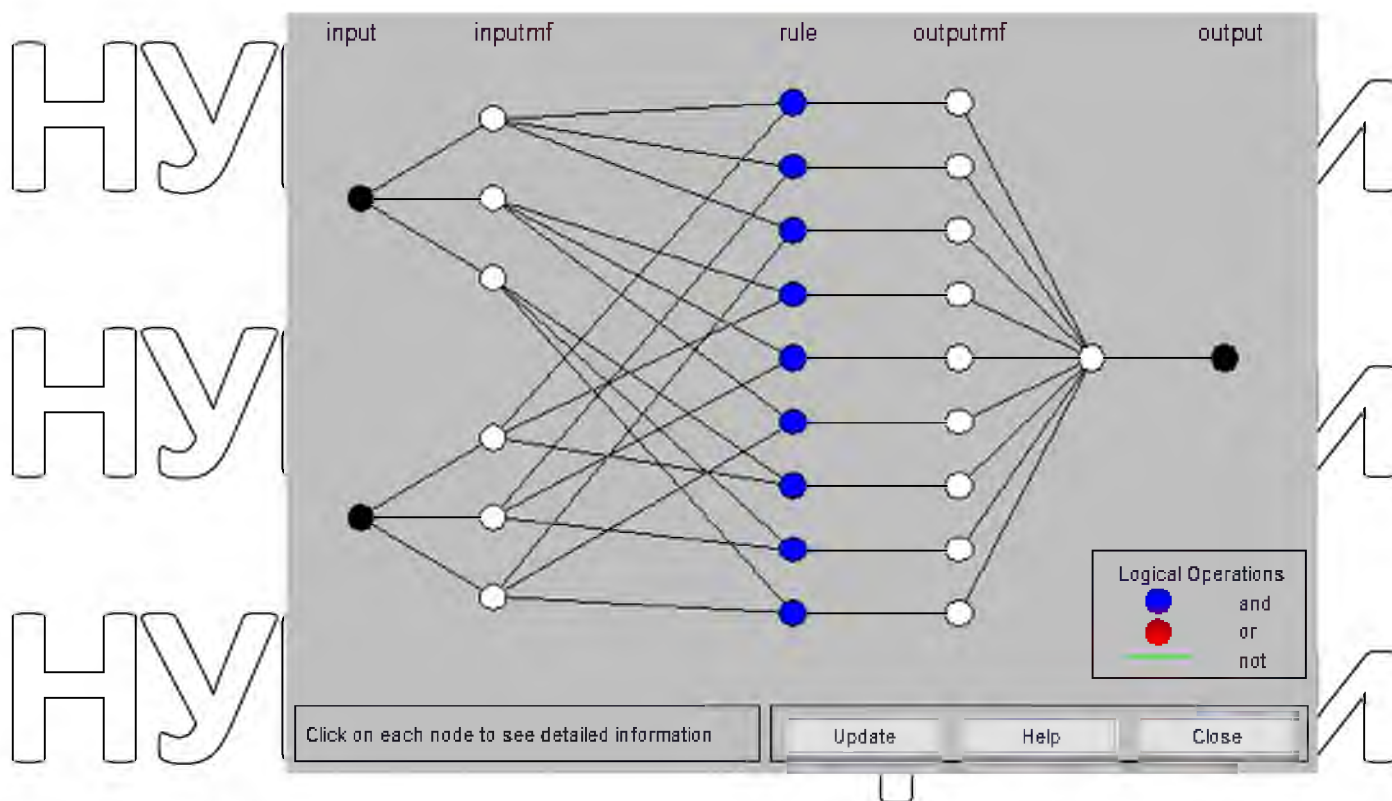 input inputmf rule outputmf output
Logical Operations
and
or
not
Click on each node to see detailed information
Update Help Close